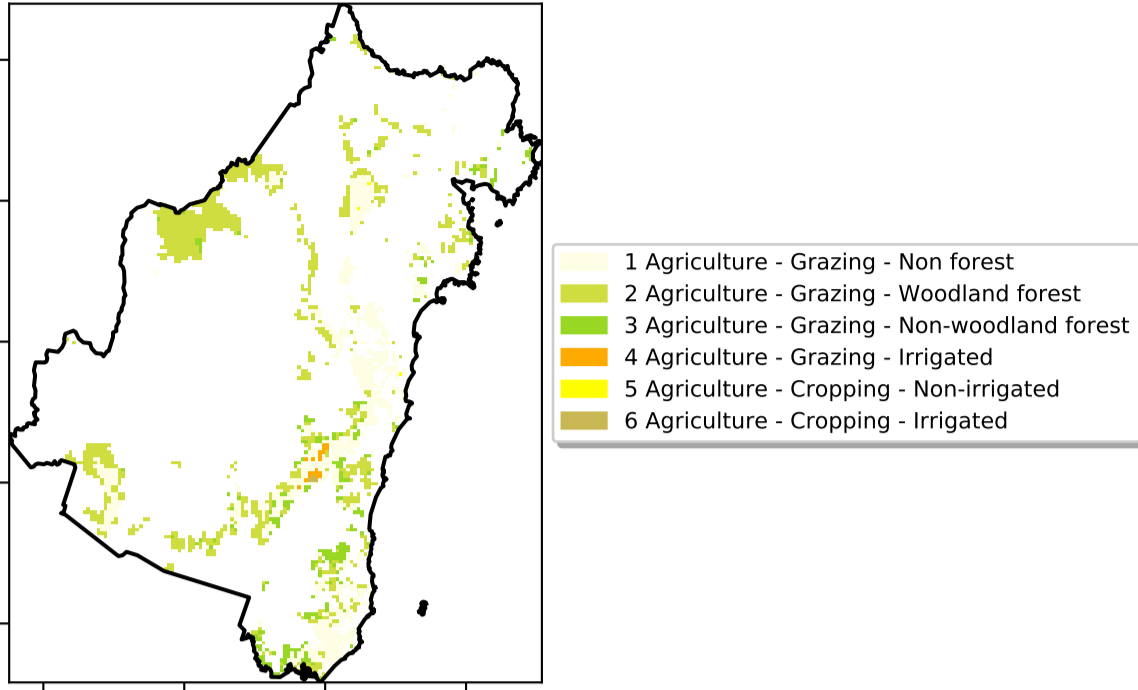 1 Agriculture - Grazing - Non forest
2 Agriculture - Grazing - Woodland forest
3 Agriculture - Grazing - Non-woodland forest
4 Agriculture - Grazing - Irrigated
5 Agriculture - Cropping - Non-irrigated
6 Agriculture - Cropping - Irrigated